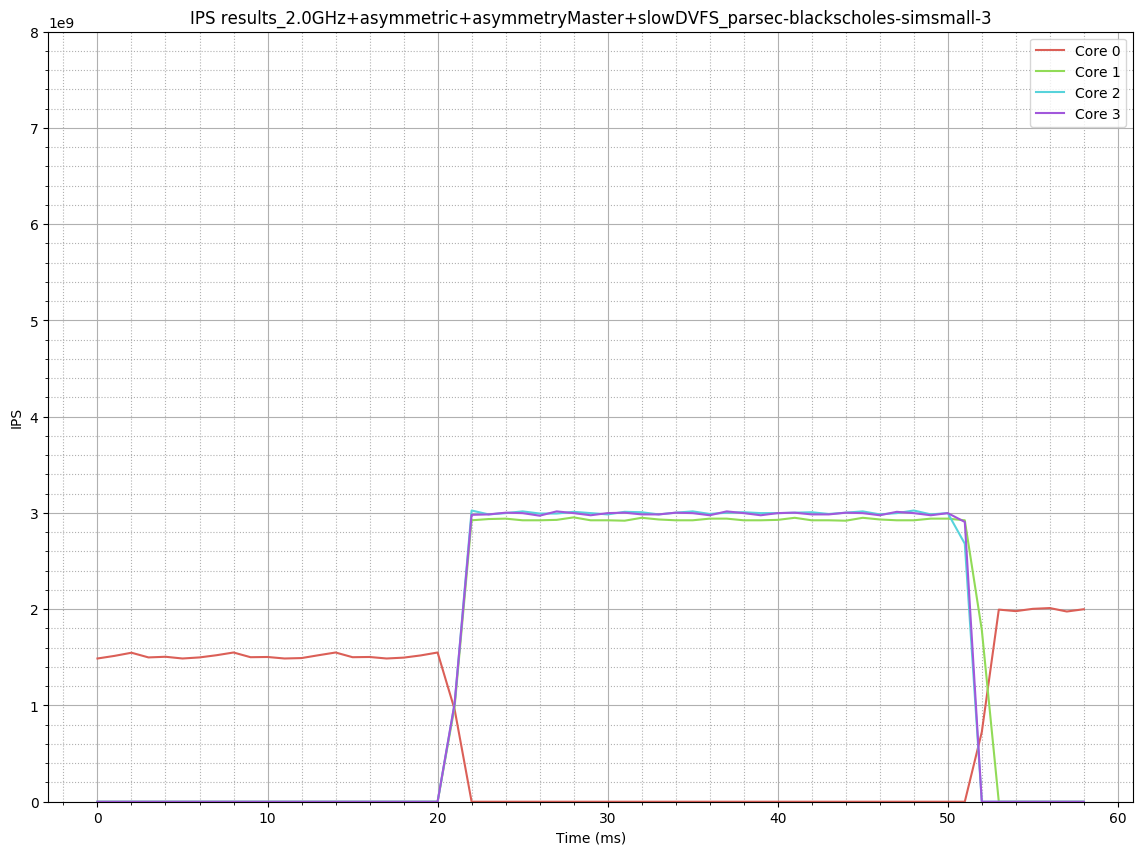 IPS results_2.0GHz+asymmetric+asymmetryMaster+slowDVFS_parsec-blackscholes-simsmall-3
1e9
8
7
6
5
4
3
2
1
0
IPS
Core 0
Core 1
Core 2
Core 3
0 10 20 30 40 50 60
Time (ms)